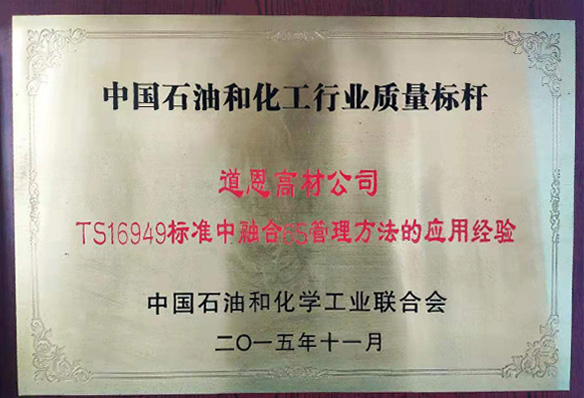 中国石油和化工行业质量标杆
道恩高材公司
TS16949标准中融合6S管理方法的应用经验
中国石油和化学工业联合会
二〇一五年十一月